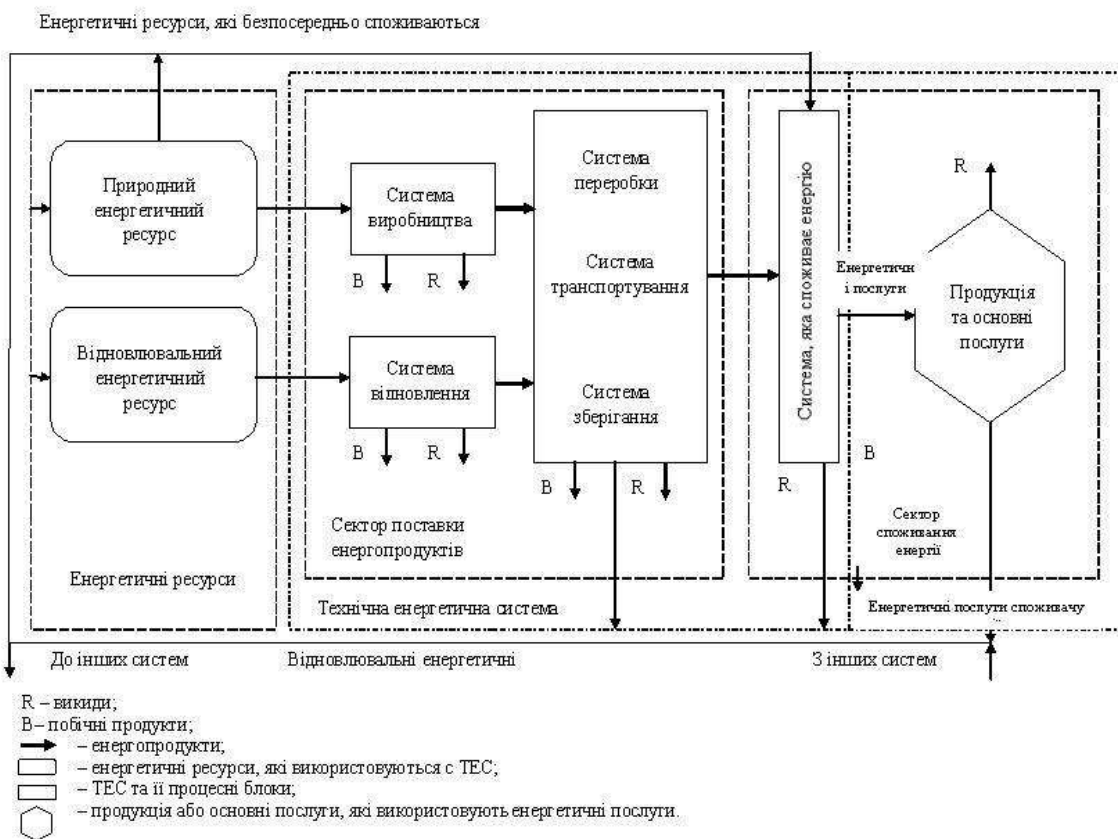 Енергетичні ресурси, які безпосередньо споживаються
Природний
енергетичний
ресурс
Відновлювальний
енергетичний
ресурс
Енергетичні ресурси
Система
виробництва
В
R
Система
відновлення
В
R
Система
переробки
Система
транспортування
Система
зберігання
В
R
Сектор поставки
енергопродуктів
Технічна енергетична система
Система, яка споживає енергію
R
В
Енергетичн
і послуги
R
Продукція
та основні
послуги
Сектор
споживання
енергії
Енергетичні послуги споживачу
До інших систем
Відновлювальні енергетичні
З інших систем
R – викиди;
В – побічні продукти;
– енергопродукти;
– енергетичні ресурси, які використовуються с ТЕС;
– ТЕС та її процесні блоки;
– продукція або основні послуги, які використовують енергетичні послуги.